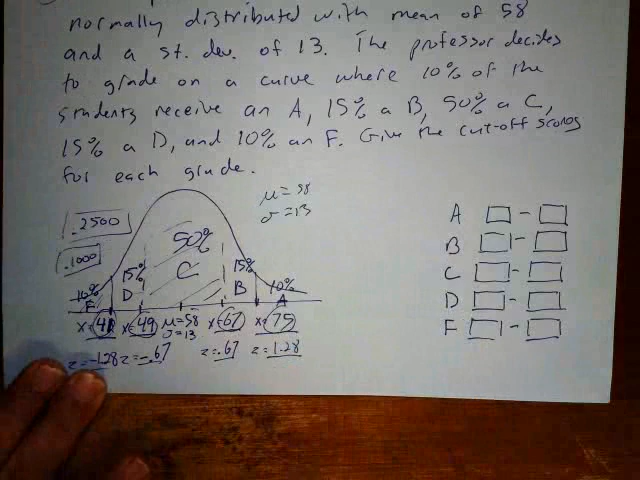 normally distributed with mean of 58
and a st. dev. of 13. The professor decides
to grade on a curve where 10% of the
students receive an A, 15% a B, 50% a C,
15% a D, and 10% an F. Give the cut-off scores
for each grade.
μ=58
σ=13
.2500
.1000
50%
C
10%
F
15%
D
15%
B
10%
A
x=41 x=49 μ=58 x=67 x=75
σ=13
z=-1.28 z=-.67 z=.67 z=1.28
A -
B -
C -
D -
F -